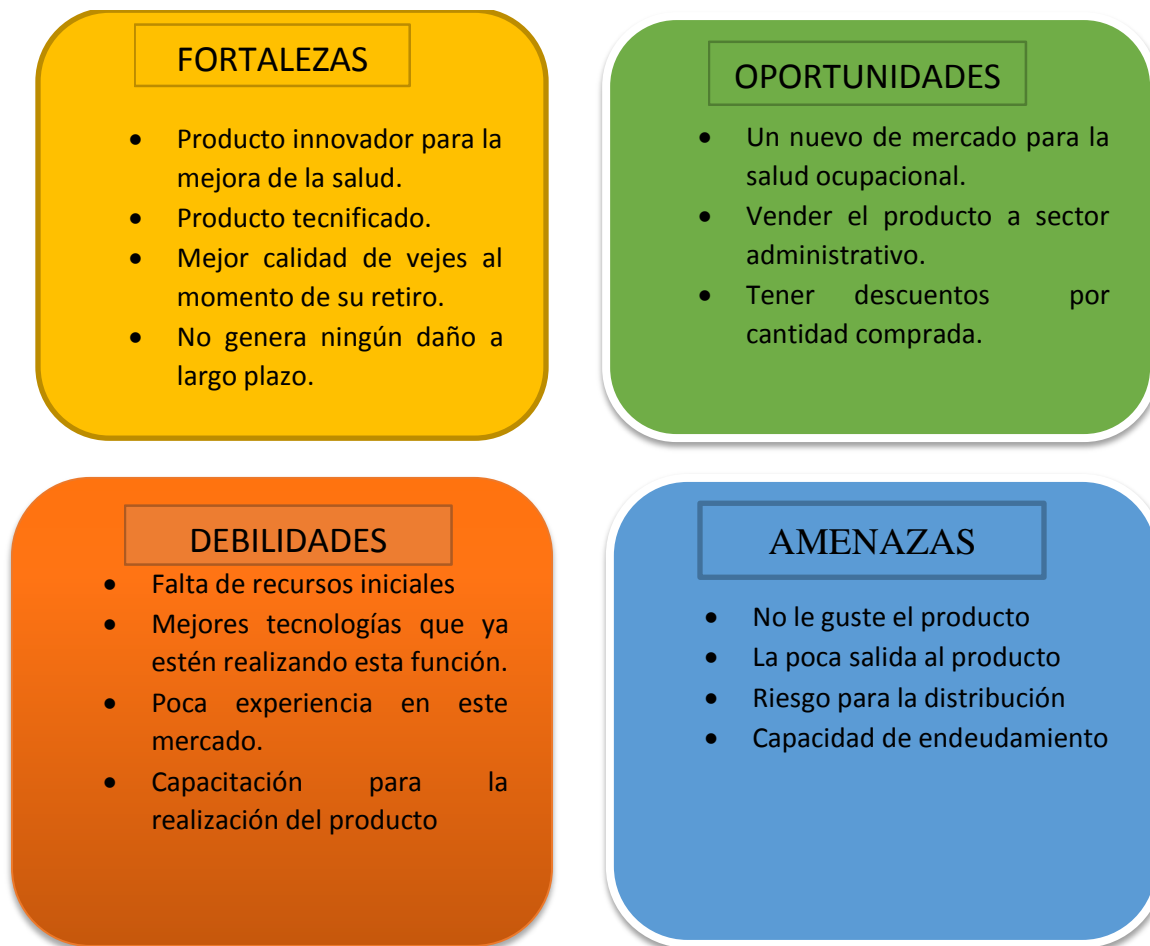 FORTALEZAS
• Producto innovador para la
mejora de la salud.
• Producto tecnificado.
• Mejor calidad de vejes al
momento de su retiro.
• No genera ningún daño a
largo plazo.
OPORTUNIDADES
• Un nuevo de mercado para la
salud ocupacional.
• Vender el producto a sector
administrativo.
• Tener descuentos por
cantidad comprada.
DEBILIDADES
• Falta de recursos iniciales
• Mejores tecnologías que ya
estén realizando esta función.
• Poca experiencia en este
mercado.
• Capacitación para la
realización del producto
AMENAZAS
• No le guste el producto
• La poca salida al producto
• Riesgo para la distribución
• Capacidad de endeudamiento